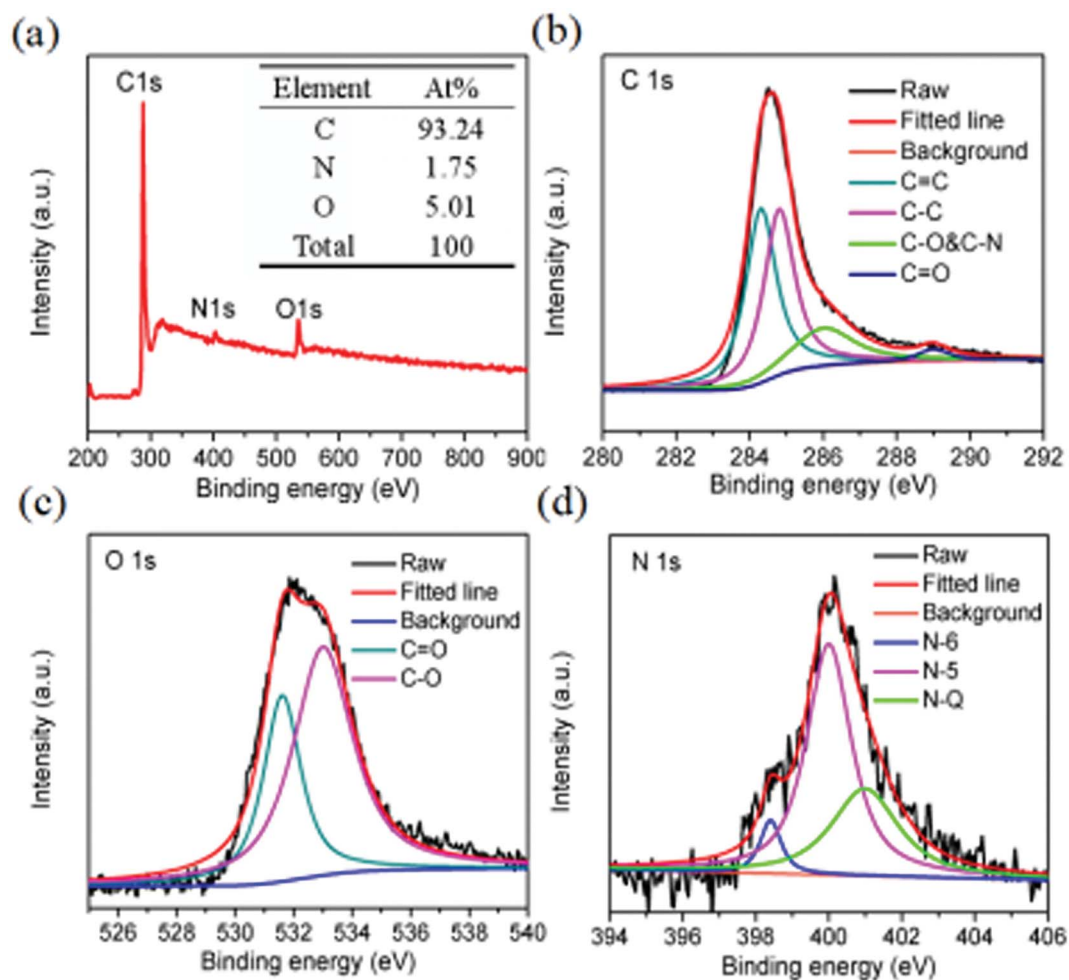 (a)
C1s
N1s
O1s
Element At%
C 93.24
N 1.75
O 5.01
Total 100
Intensity (a.u.)
200 300 400 500 600 700 800 900
Binding energy (eV)
(b)
C 1s
Raw
Fitted line
Background
C=C
C-C
C-O&C-N
C=O
Intensity (a.u.)
280 282 284 286 288 290 292
Binding energy (eV)
(c)
O 1s
Raw
Fitted line
Background
C=O
C-O
Intensity (a.u.)
526 528 530 532 534 536 538 540
Binding energy (eV)
(d)
N 1s
Raw
Fitted line
Background
N-6
N-5
N-Q
Intensity (a.u.)
394 396 398 400 402 404 406
Binding energy (eV)